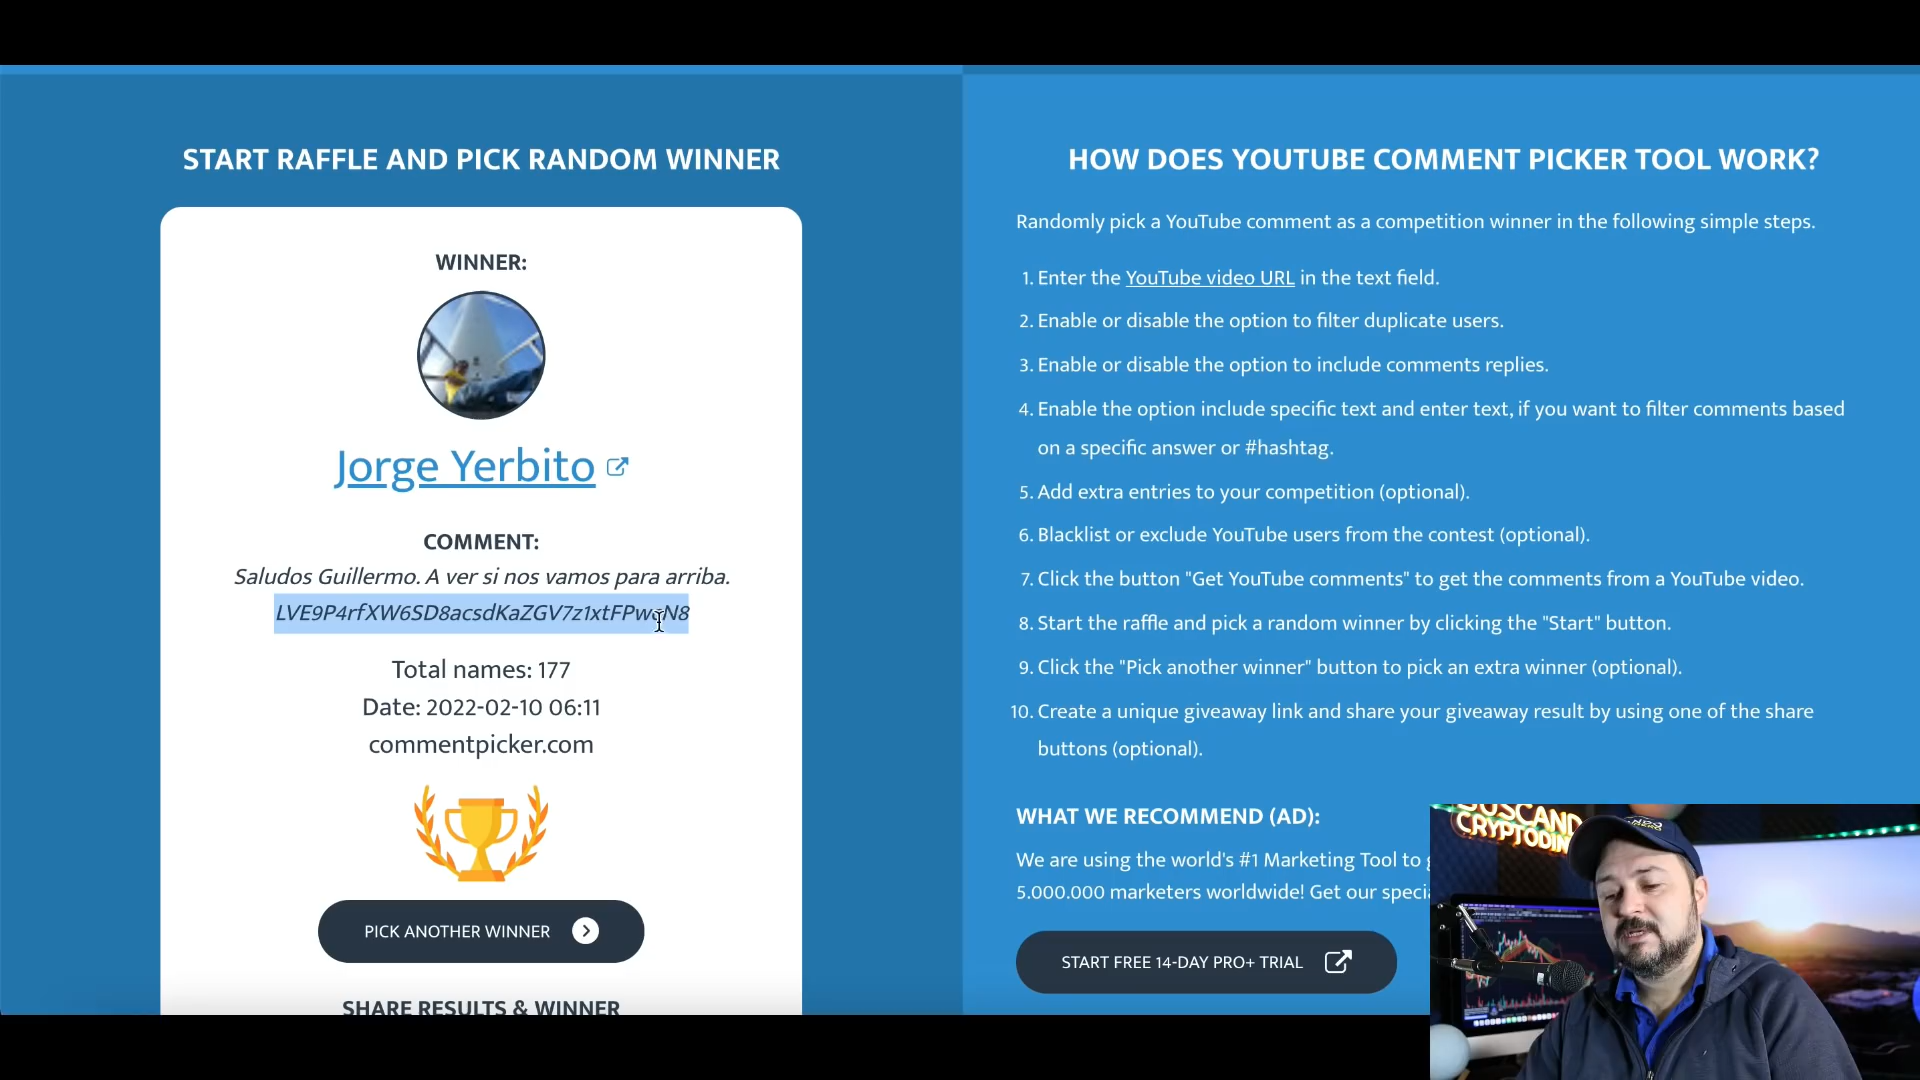 START RAFFLE AND PICK RANDOM WINNER
WINNER:
Jorge Yerbito
COMMENT:
Saludos Guillermo. A ver si nos vamos para arriba.
Total names: 177
Date: 2022-02-10 06:11
commentpicker.com
PICK ANOTHER WINNER
SHARE RESULTS & WINNER
HOW DOES YOUTUBE COMMENT PICKER TOOL WORK?
Randomly pick a YouTube comment as a competition winner in the following simple steps.
1. Enter the YouTube video URL in the text field.
2. Enable or disable the option to filter duplicate users.
3. Enable or disable the option to include comments replies.
4. Enable the option include specific text and enter text, if you want to filter comments based
on a specific answer or #hashtag.
5. Add extra entries to your competition (optional).
6. Blacklist or exclude YouTube users from the contest (optional).
7. Click the button "Get YouTube comments" to get the comments from a YouTube video.
8. Start the raffle and pick a random winner by clicking the "Start" button.
9. Click the "Pick another winner" button to pick an extra winner (optional).
10. Create a unique giveaway link and share your giveaway result by using one of the share
buttons (optional).
WHAT WE RECOMMEND (AD):
We are using the world's #1 Marketing Tool to
5.000.000 marketers worldwide! Get our
START FREE 14-DAY PRO+ TRIAL